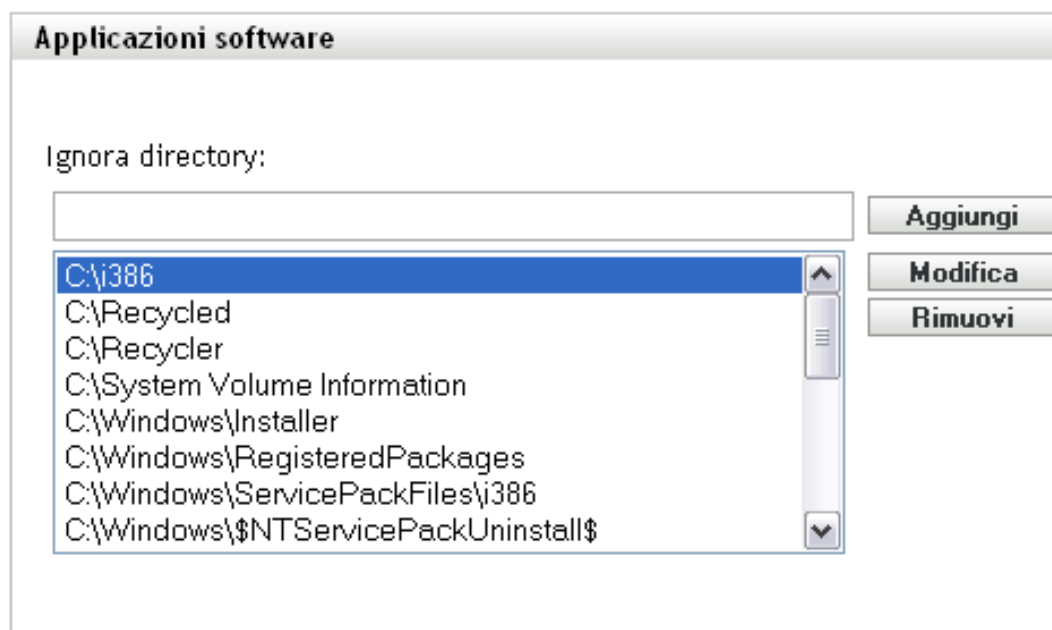 Applicazioni software
Ignora directory:
Aggiungi
C:\i386
Modifica
C:\Recycled
Rimuovi
C:\Recycler
C:\System Volume Information
C:\Windows\Installer
C:\Windows\RegisteredPackages
C:\Windows\ServicePackFiles\i386
C:\Windows\$NTServicePackUninstall$